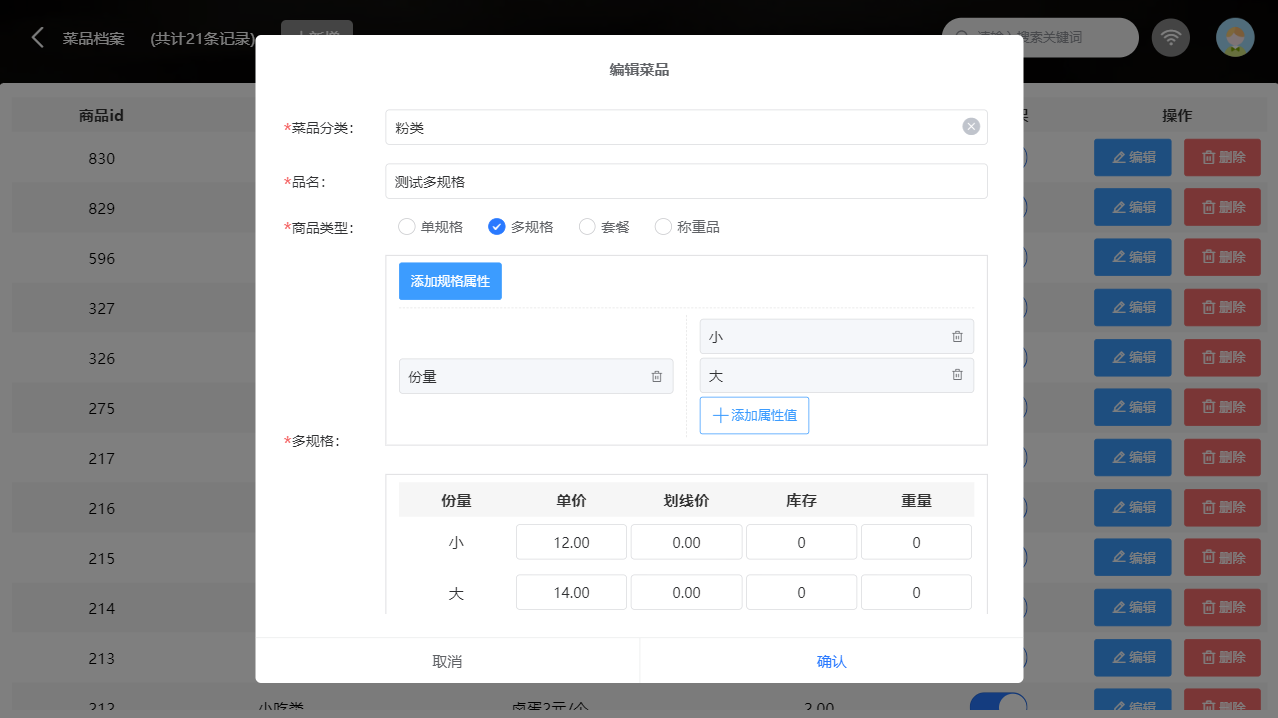 菜品档案 (共计21条记录) 新增 请输入搜索关键词
编辑菜品
商品id 操作
*菜品分类: 粉类
830 编辑 删除
*品名: 测试多规格
829 编辑 删除
*商品类型: 单规格 多规格 套餐 称重品
596 编辑 删除
添加规格属性
327 编辑 删除
小
326 编辑 删除
份量 大
275 编辑 删除
添加属性值
*多规格:
217 编辑 删除
份量 单价 划线价 库存 重量
216 编辑 删除
小 12.00 0.00 0 0
215 编辑 删除
大 14.00 0.00 0 0
214 编辑 删除
213 编辑 删除
取消 确认
212 小吃类 卤蛋2元/个 2.00 编辑 删除